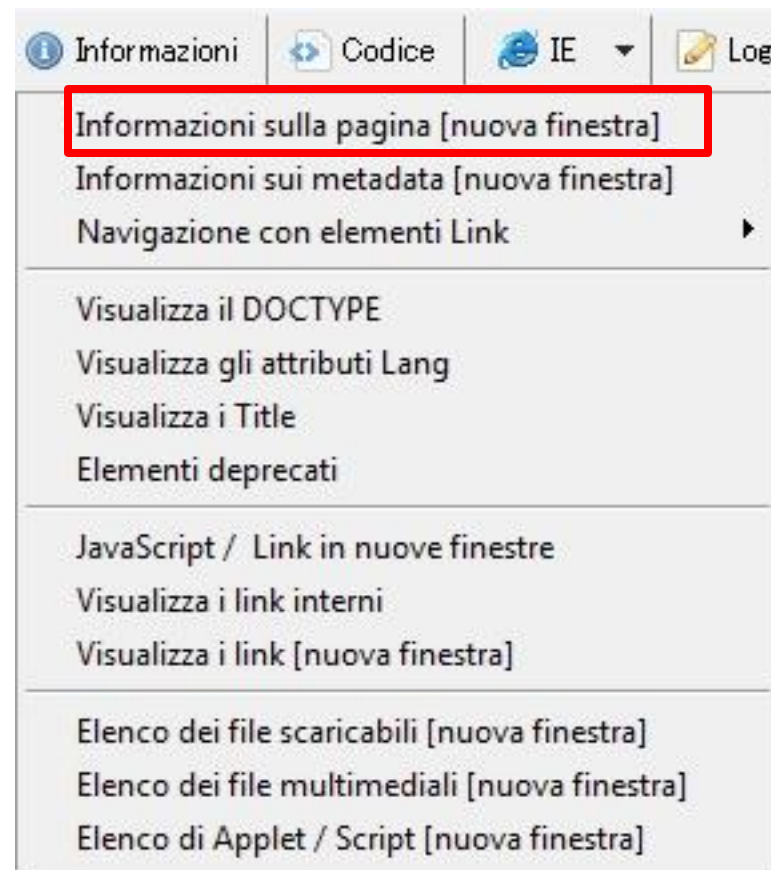 Informazioni Codice IE Log
Informazioni sulla pagina [nuova finestra]
Informazioni sui metadata [nuova finestra]
Navigazione con elementi Link
Visualizza il DOCTYPE
Visualizza gli attributi Lang
Visualizza i Title
Elementi deprecati
JavaScript / Link in nuove finestre
Visualizza i link interni
Visualizza i link [nuova finestra]
Elenco dei file scaricabili [nuova finestra]
Elenco dei file multimediali [nuova finestra]
Elenco di Applet / Script [nuova finestra]